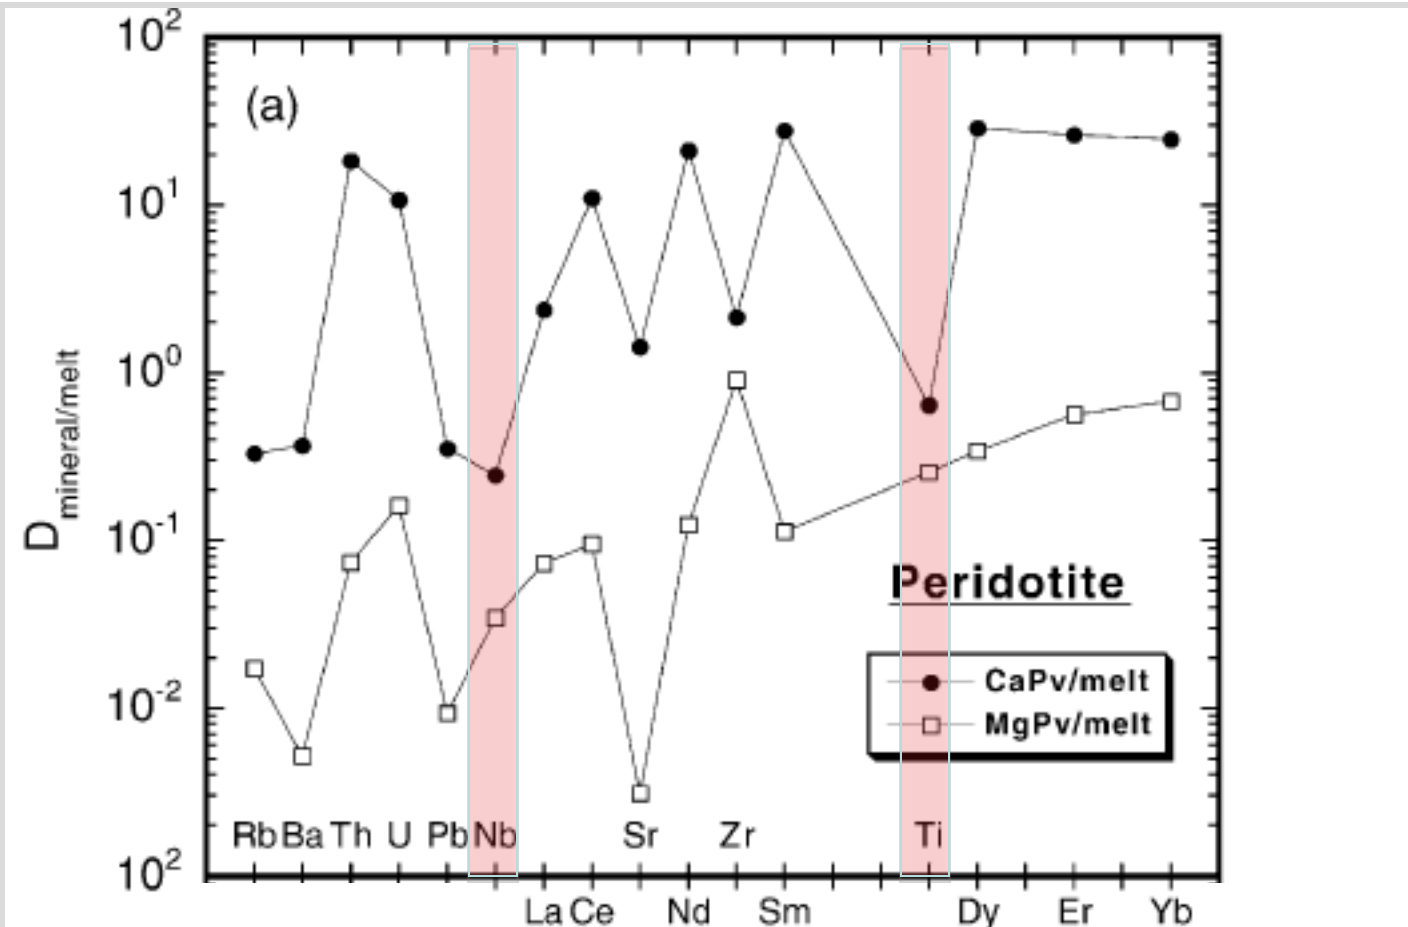 10²
(a)
10¹
10⁰
D mineral/melt
10⁻¹
Peridotite
CaPv/melt
10⁻²
MgPv/melt
Rb Ba Th U Pb Nb Sr Zr Ti
10²
La Ce Nd Sm Dy Er Yb